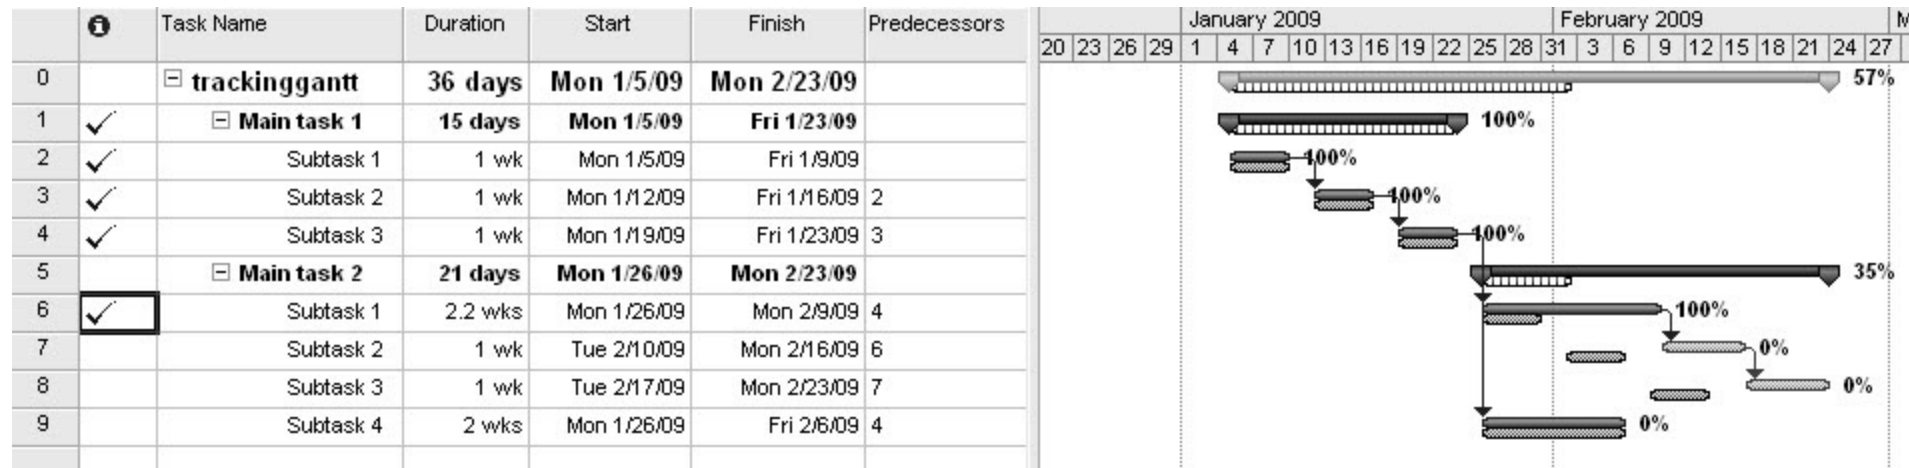 Task Name Duration Start Finish Predecessors January 2009 February 2009 M
20 23 26 29 1 4 7 10 13 16 19 22 25 28 31 3 6 9 12 15 18 21 24 27
0 trackinggantt 36 days Mon 1/5/09 Mon 2/23/09 57%
1 Main task 1 15 days Mon 1/5/09 Fri 1/23/09 100%
2 Subtask 1 1 wk Mon 1/5/09 Fri 1/9/09 100%
3 Subtask 2 1 wk Mon 1/12/09 Fri 1/16/09 2 100%
4 Subtask 3 1 wk Mon 1/19/09 Fri 1/23/09 3 100%
5 Main task 2 21 days Mon 1/26/09 Mon 2/23/09 35%
6 Subtask 1 2.2 wks Mon 1/26/09 Mon 2/9/09 4 100%
7 Subtask 2 1 wk Tue 2/10/09 Mon 2/16/09 6 0%
8 Subtask 3 1 wk Tue 2/17/09 Mon 2/23/09 7 0%
9 Subtask 4 2 wks Mon 1/26/09 Fri 2/6/09 4 0%